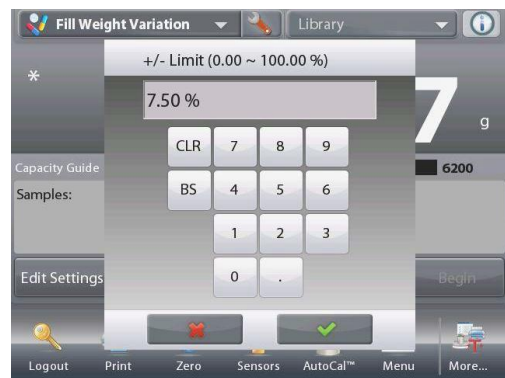 Fill Weight Variation
Library
+/- Limit (0.00 ~ 100.00 %)
*
7.50 %
7
g
CLR 7 8 9
Capacity Guide
6200
Samples:
BS 4 5 6
1 2 3
Edit Settings
0 .
Begin
Logout Print Zero Sensors AutoCal™ Menu More...